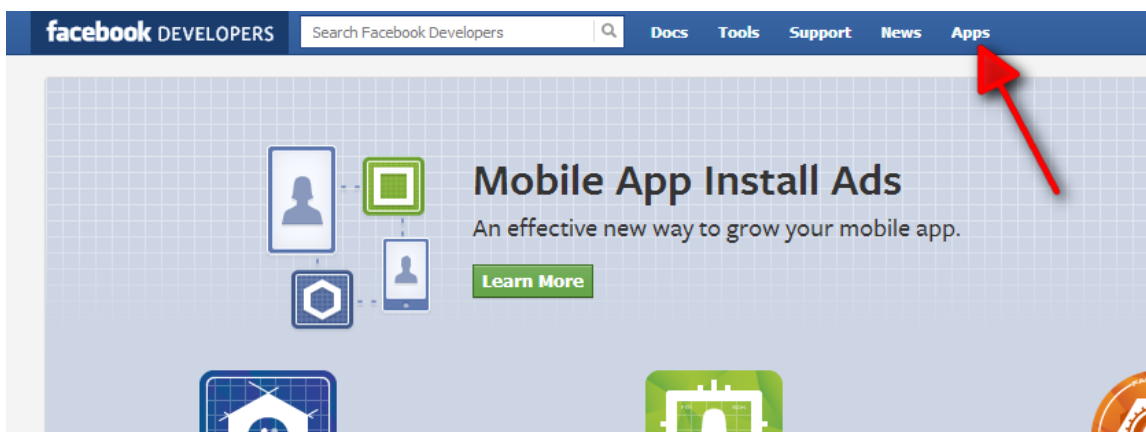 facebook DEVELOPERS Search Facebook Developers Docs Tools Support News Apps
Mobile App Install Ads
An effective new way to grow your mobile app.
Learn More